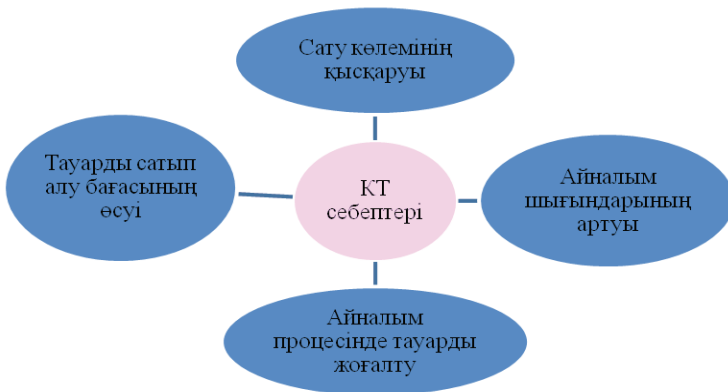 Сату көлемінің
қысқаруы
Тауарды сатып
алу бағасының
өсуі
КТ
себептері
Айналым
шығындарының
артуы
Айналым
процесінде тауарды
жоғалту